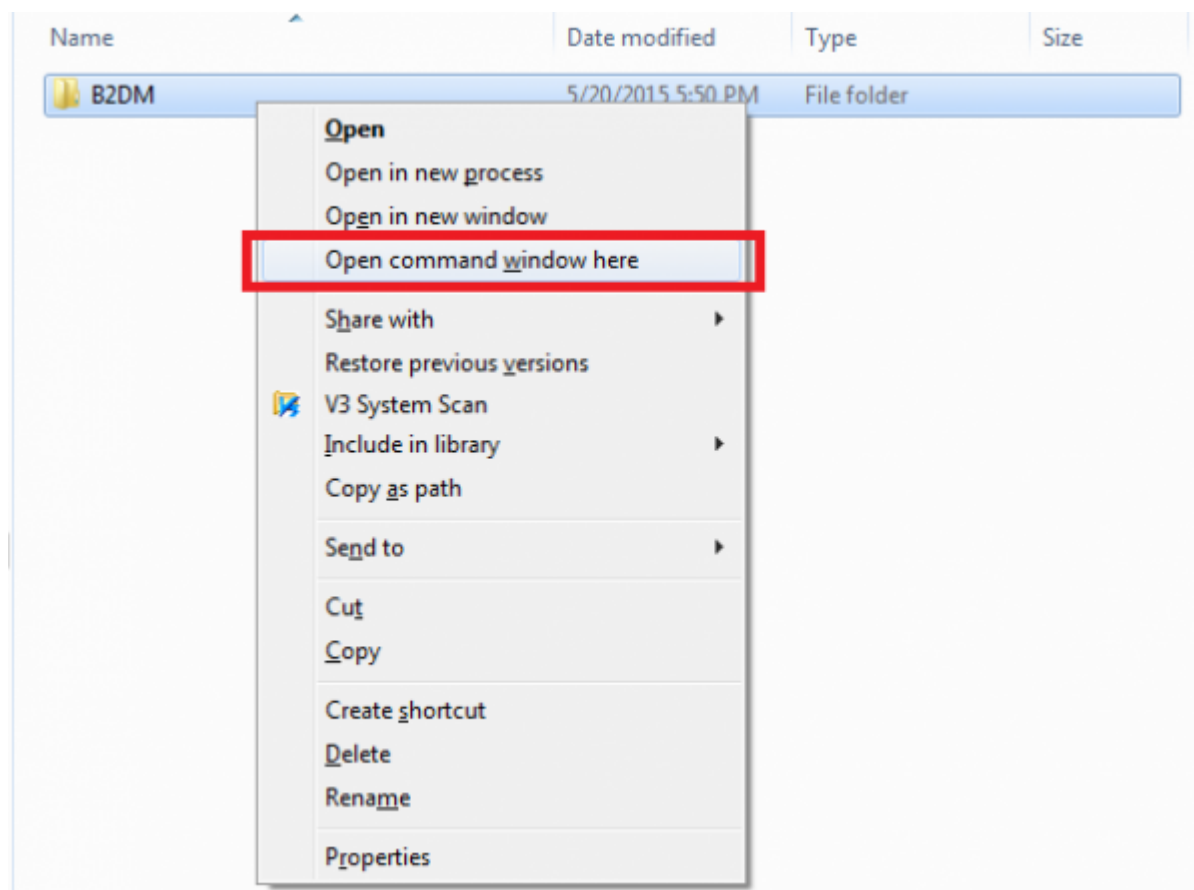 Name Date modified Type Size
B2DM 5/20/2015 5:50 PM File folder
Open
Open in new process
Open in new window
Open command window here
Share with
Restore previous versions
V3 System Scan
Include in library
Copy as path
Send to
Cut
Copy
Create shortcut
Delete
Rename
Properties